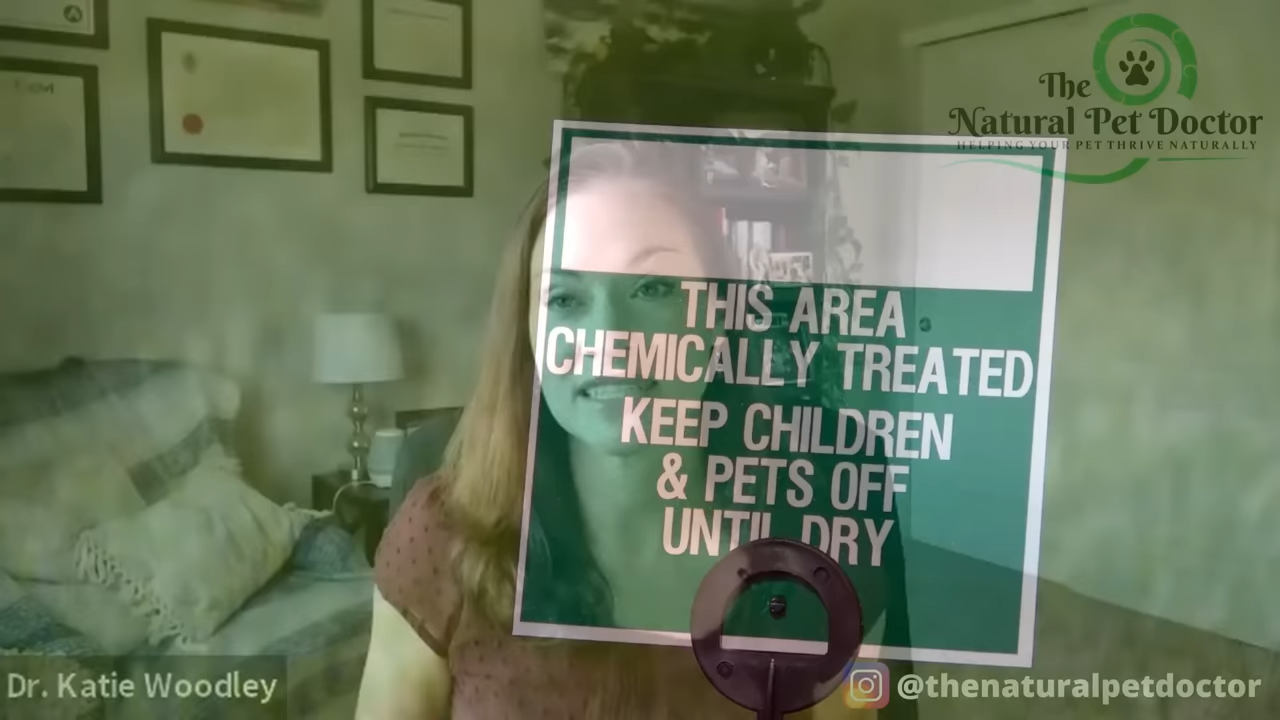 The
Natural Pet Doctor
HELPING YOUR PET THRIVE NATURALLY
THIS AREA
CHEMICALLY TREATED
KEEP CHILDREN
& PETS OFF
UNTIL DRY
Dr. Katie Woodley
@thenaturalpetdoctor